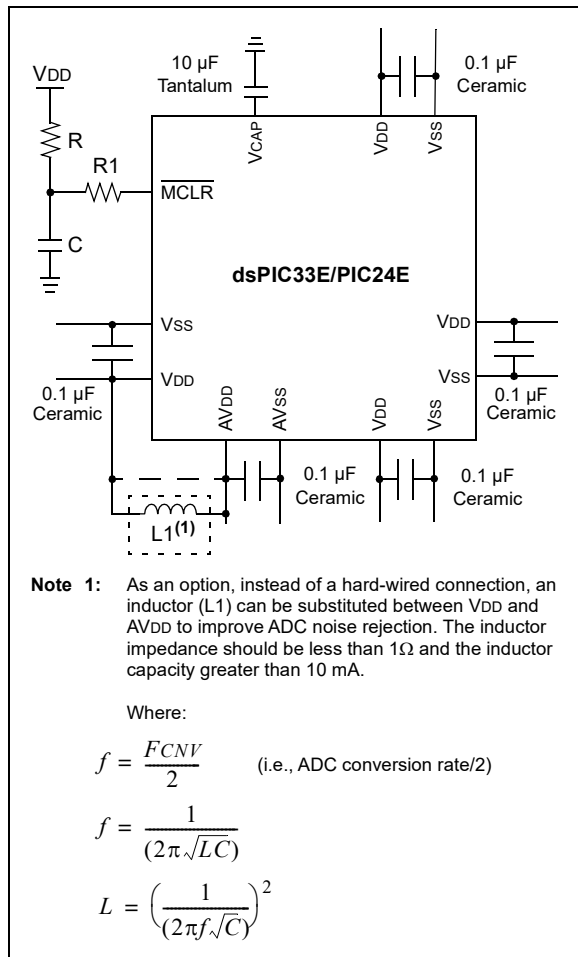 10 µF
Tantalum
0.1 µF
Ceramic
VDD
R
R1
C
VCAP
VDD
VSS
MCLR
dsPIC33E/PIC24E
VSS
VDD
VDD
VSS
0.1 µF
Ceramic
0.1 µF
Ceramic
AVDD
AVSS
VDD
VSS
0.1 µF
Ceramic
0.1 µF
Ceramic
L1(1)
Note 1: As an option, instead of a hard-wired connection, an
inductor (L1) can be substituted between VDD and
AVDD to improve ADC noise rejection. The inductor
impedance should be less than 1Ω and the inductor
capacity greater than 10 mA.
Where:
f = FCNV / 2 (i.e., ADC conversion rate/2)
f = 1 / (2π√LC)
L = (1 / (2πf√C))²